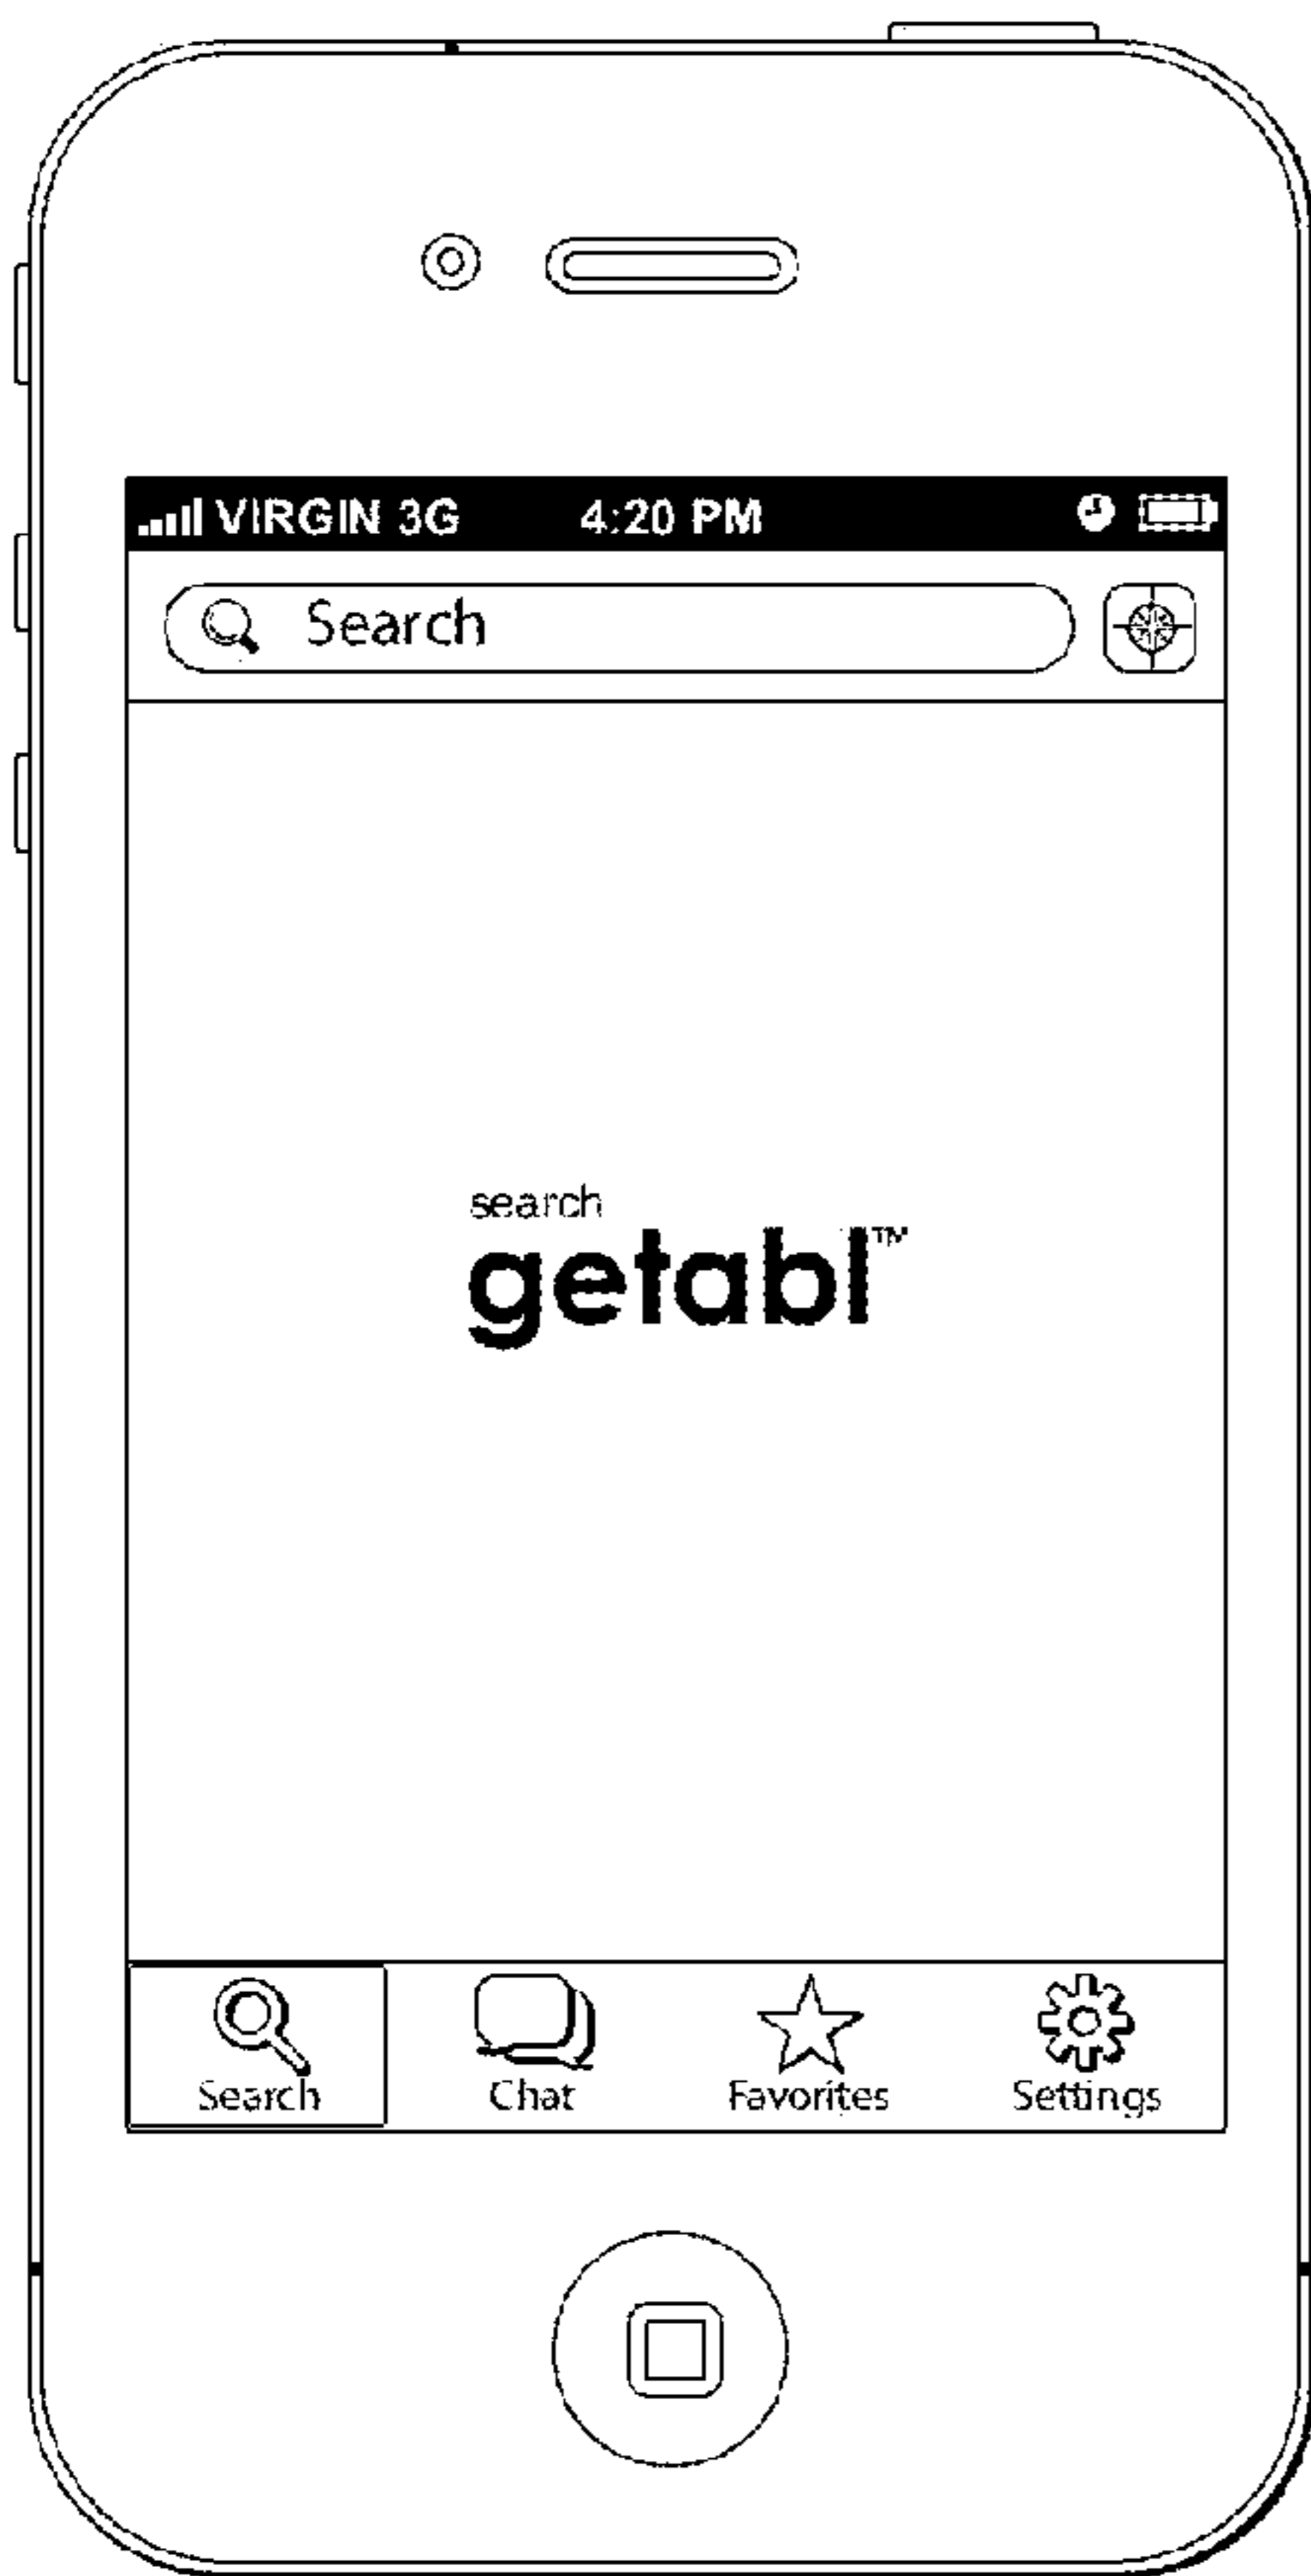 VIRGIN 3G 4:20 PM
Search
search
getabl™
Search Chat Favorites Settings